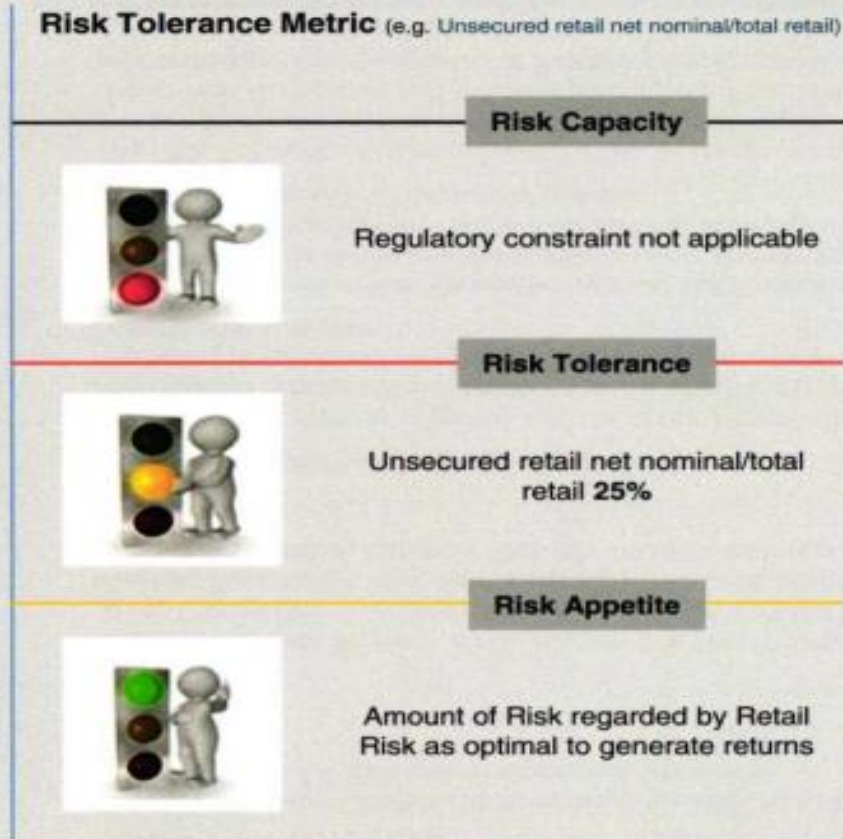 Risk Tolerance Metric (e.g. Unsecured retail net nominal/total retail)
Risk Capacity
Regulatory constraint not applicable
Risk Tolerance
Unsecured retail net nominal/total
retail 25%
Risk Appetite
Amount of Risk regarded by Retail
Risk as optimal to generate returns